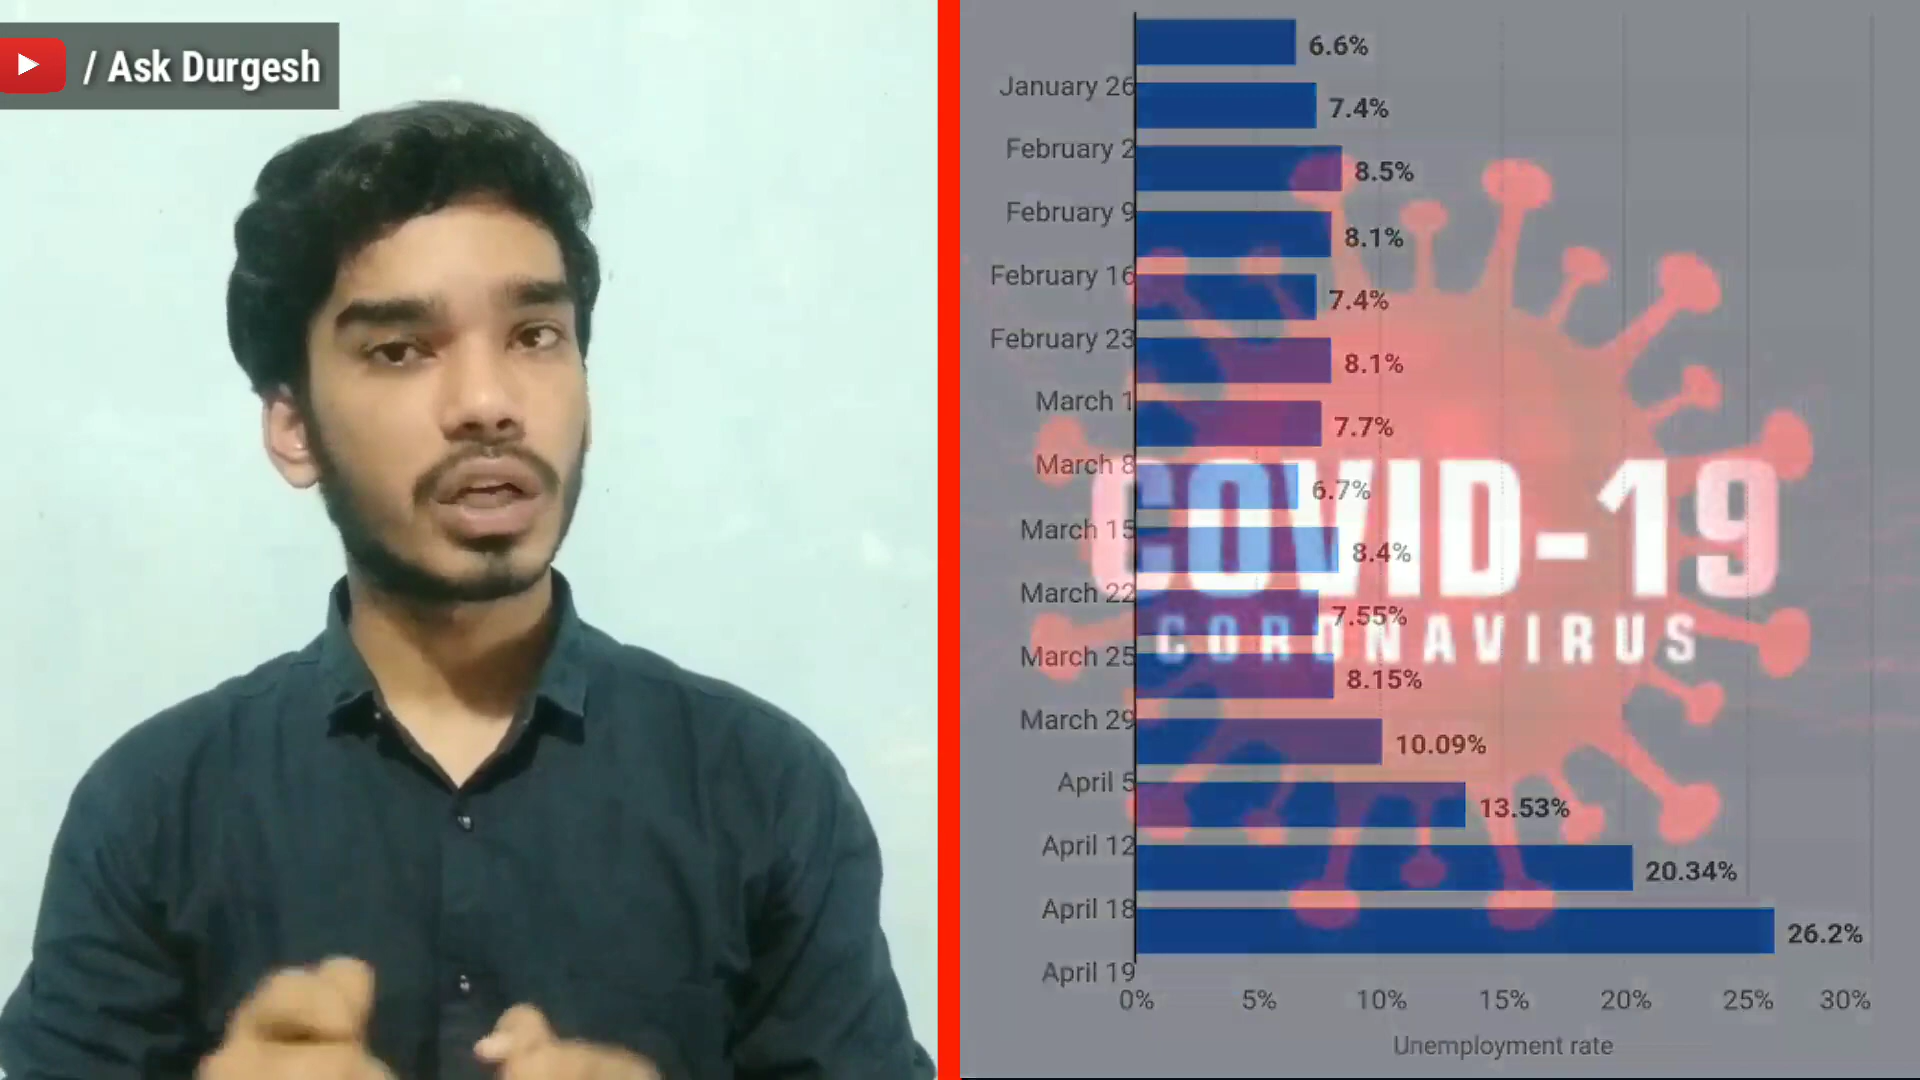 / Ask Durgesh
6.6%
January 26
7.4%
February 2
8.5%
February 9
8.1%
February 16
7.4%
February 23
8.1%
March 1
7.7%
March 8
6.7%
March 15
8.4%
March 22
7.55%
March 25
8.15%
March 29
10.09%
April 5
13.53%
April 12
20.34%
April 18
26.2%
April 19
0% 5% 10% 15% 20% 25% 30%
Unemployment rate
COVID-19
CORONAVIRUS